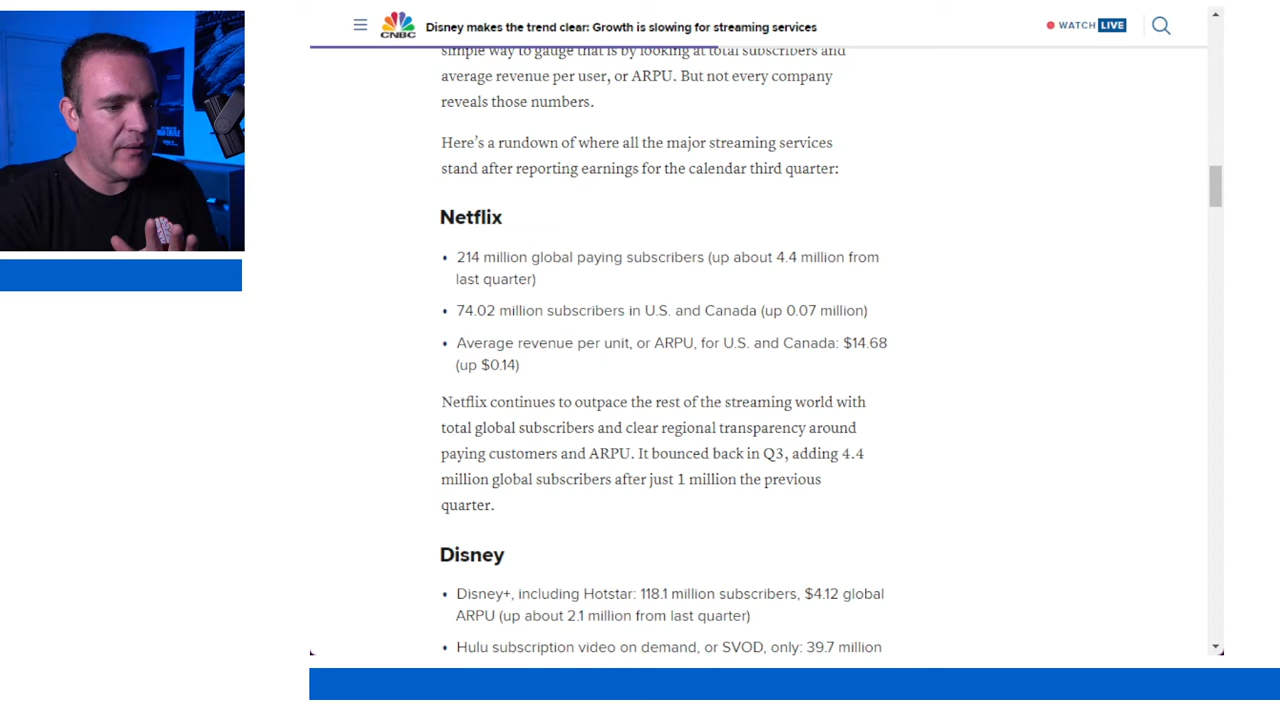 CNBC
Disney makes the trend clear: Growth is slowing for streaming services
WATCH LIVE
simple way to gauge that is by looking at total subscribers and
average revenue per user, or ARPU. But not every company
reveals those numbers.
Here's a rundown of where all the major streaming services
stand after reporting earnings for the calendar third quarter:
Netflix
• 214 million global paying subscribers (up about 4.4 million from
last quarter)
• 74.02 million subscribers in U.S. and Canada (up 0.07 million)
• Average revenue per unit, or ARPU, for U.S. and Canada: $14.68
(up $0.14)
Netflix continues to outpace the rest of the streaming world with
total global subscribers and clear regional transparency around
paying customers and ARPU. It bounced back in Q3, adding 4.4
million global subscribers after just 1 million the previous
quarter.
Disney
• Disney+, including Hotstar: 118.1 million subscribers, $4.12 global
ARPU (up about 2.1 million from last quarter)
• Hulu subscription video on demand, or SVOD, only: 39.7 million